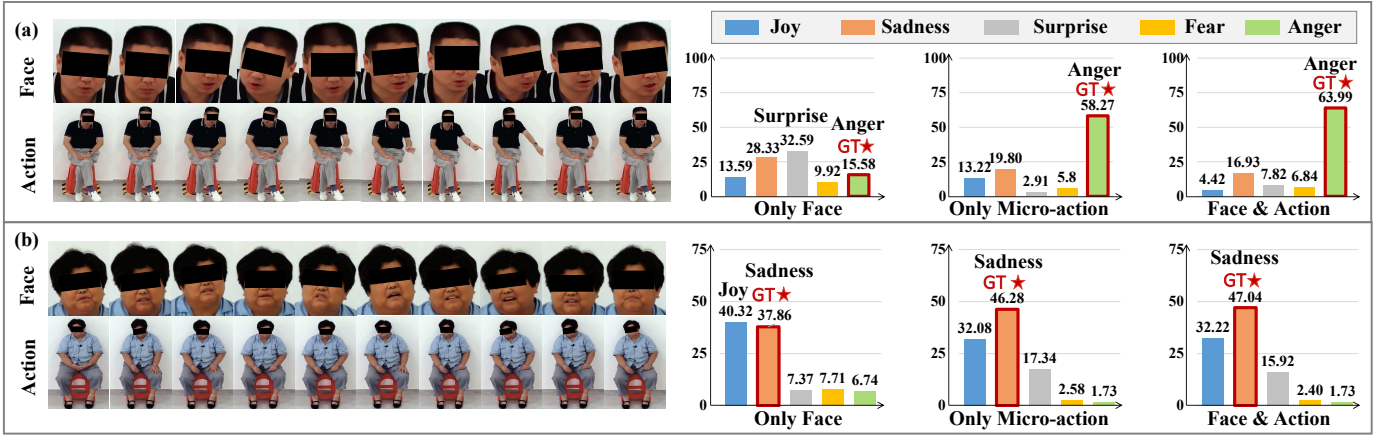 Joy Sadness Surprise Fear Anger
(a)
Face
Action
100
75
50
25
0
Surprise
Anger
GT★
13.59 28.33 32.59 9.92 15.58
Only Face
100
75
50
25
0
Anger
GT★
13.22 19.80 2.91 5.8 58.27
Only Micro-action
100
75
50
25
0
Anger
GT★
4.42 16.93 7.82 6.84 63.99
Face & Action
(b)
Face
Action
75
50
25
0
Joy
Sadness
GT★
40.32 37.86 7.37 7.71 6.74
Only Face
75
50
25
0
Sadness
GT★
32.08 46.28 17.34 2.58 1.73
Only Micro-action
75
50
25
0
Sadness
GT★
32.22 47.04 15.92 2.40 1.73
Face & Action